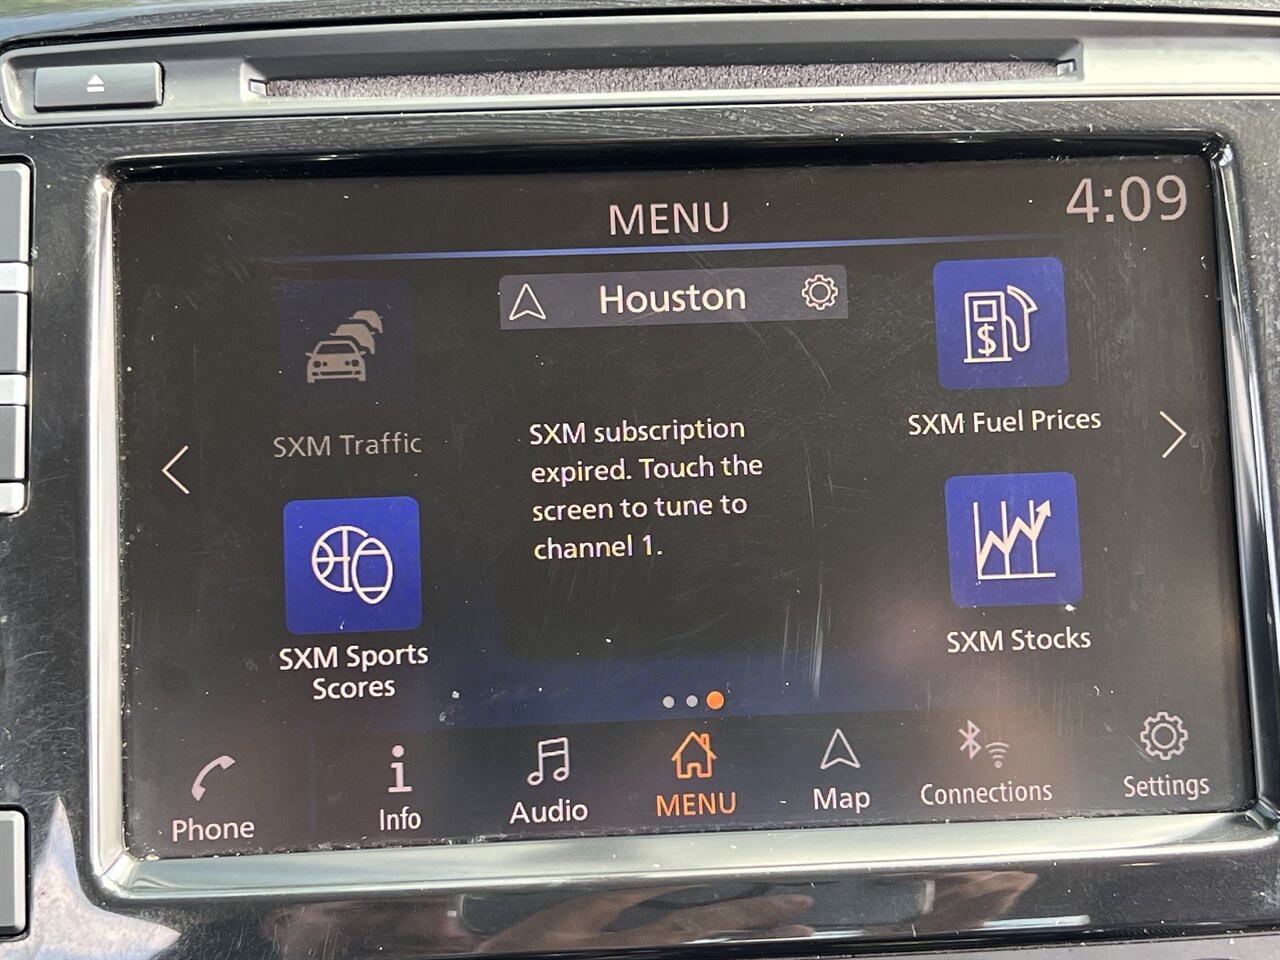 MENU
4:09
Houston
SXM Traffic
SXM subscription
expired. Touch the
screen to tune to
channel 1.
$
SXM Fuel Prices
SXM Sports
Scores
SXM Stocks
Phone
Info
Audio
MENU
Map
Connections
Settings